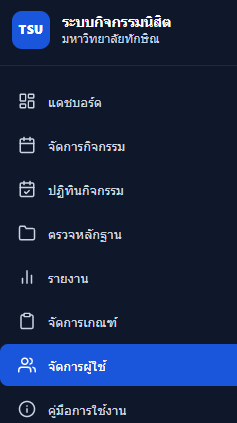 TSU
ระบบกิจกรรมนิสิต
มหาวิทยาลัยทักษิณ
แดชบอร์ด
จัดการกิจกรรม
ปฏิทินกิจกรรม
ตรวจหลักฐาน
รายงาน
จัดการเกณฑ์
จัดการผู้ใช้
คู่มือการใช้งาน